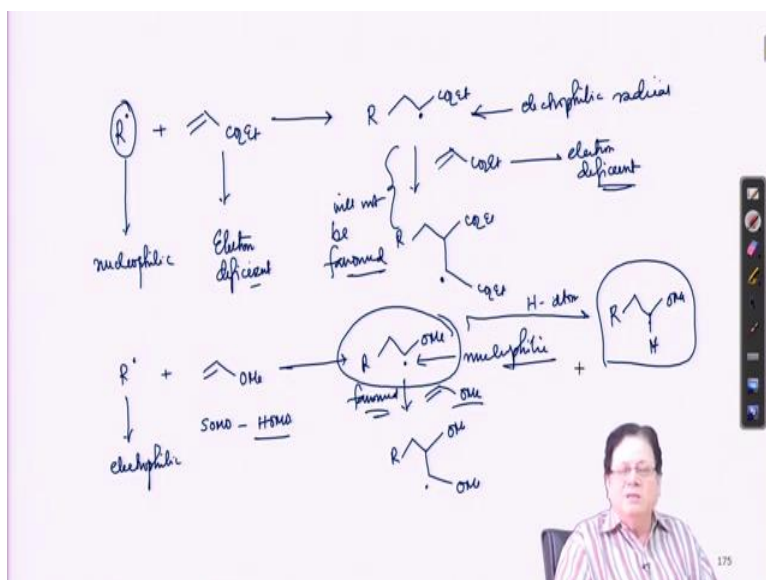 R• + CO2Et → R CO2Et ← electrophilic radical
CO2Et → electron deficient
nucleophilic
Electron deficient
will not be favoured
R CO2Et
CO2Et
R• + OMe → R OMe ← nucleophilic
H-atom
R OMe
H
SOMO – HOMO
electrophilic
favoured OMe
R OMe
OMe
175